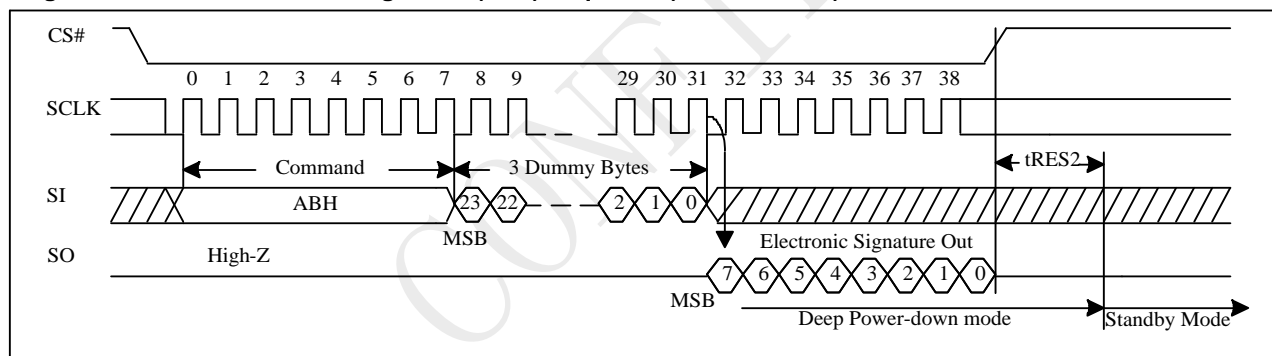 CS#
0 1 2 3 4 5 6 7 8 9 29 30 31 32 33 34 35 36 37 38
SCLK
Command 3 Dummy Bytes tRES2
SI ABH 23 22 2 1 0
MSB
SO High-Z Electronic Signature Out
7 6 5 4 3 2 1 0
MSB
Deep Power-down mode Standby Mode